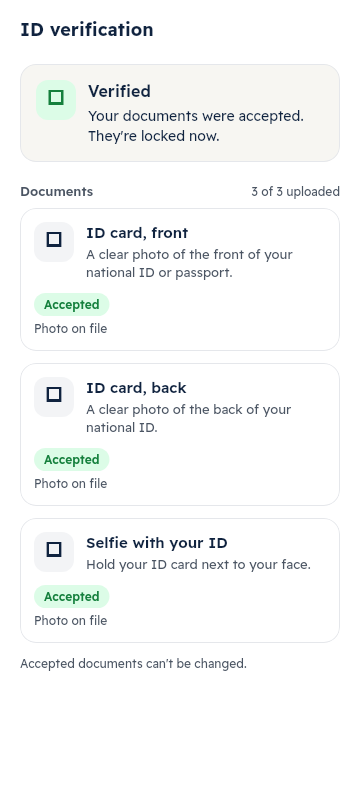 ID verification
Verified
Your documents were accepted.
They're locked now.
Documents
3 of 3 uploaded
ID card, front
A clear photo of the front of your
national ID or passport.
Accepted
Photo on file
ID card, back
A clear photo of the back of your
national ID.
Accepted
Photo on file
Selfie with your ID
Hold your ID card next to your face.
Accepted
Photo on file
Accepted documents can't be changed.